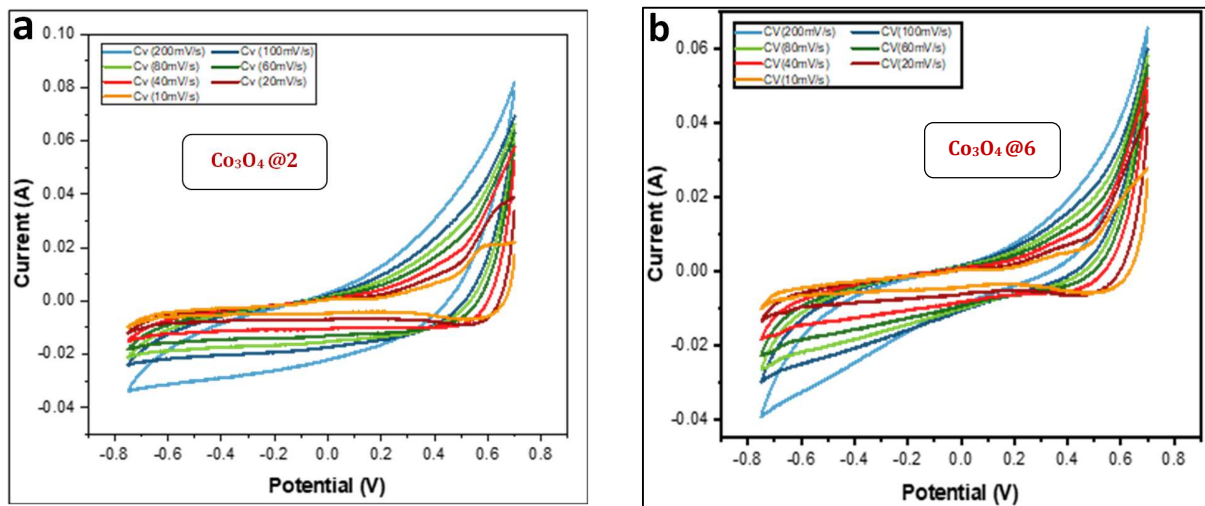 a
0.10
0.08
0.06
0.04
0.02
0.00
-0.02
-0.04
Current (A)
Cv (200mV/s) Cv (100mV/s)
Cv (80mV/s) Cv (60mV/s)
Cv (40mV/s) Cv (20mV/s)
Cv (10mV/s)
Co₃O₄@2
-0.8 -0.6 -0.4 -0.2 0.0 0.2 0.4 0.6 0.8
Potential (V)
b
0.06
0.04
0.02
0.00
-0.02
-0.04
Current (A)
CV(200mV/s) CV(100mV/s)
CV(80mV/s) CV(60mV/s)
CV(40mV/s) CV(20mV/s)
CV(10mV/s)
Co₃O₄@6
-0.8 -0.6 -0.4 -0.2 0.0 0.2 0.4 0.6 0.8
Potential (V)